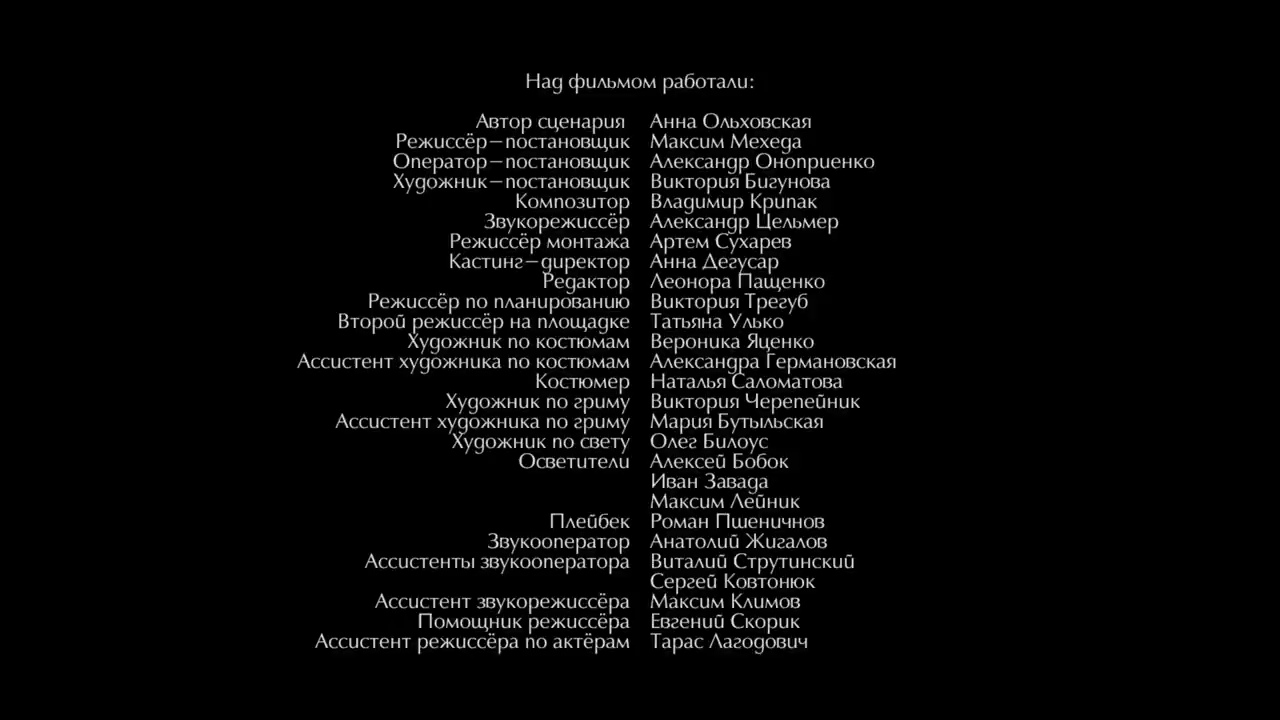 Над фильмом работали:
Автор сценария Анна Ольховская
Режиссёр–постановщик Максим Мехеда
Оператор–постановщик Александр Оноприенко
Художник–постановщик Виктория Бигунова
Композитор Владимир Крипак
Звукорежиссёр Александр Цельмер
Режиссёр монтажа Артем Сухарев
Кастинг–директор Анна Дегусар
Редактор Леонора Пащенко
Режиссёр по планированию Виктория Трегуб
Второй режиссёр на площадке Татьяна Улько
Художник по костюмам Вероника Яценко
Ассистент художника по костюмам Александра Германовская
Костюмер Наталья Саломатова
Художник по гриму Виктория Черепейник
Ассистент художника по гриму Мария Бутыльская
Художник по свету Олег Билоус
Осветители Алексей Бобок
Иван Завада
Максим Лейник
Плейбек Роман Пшеничнов
Звукооператор Анатолий Жигалов
Ассистенты звукооператора Виталий Струтинский
Сергей Ковтонюк
Ассистент звукорежиссёра Максим Климов
Помощник режиссёра Евгений Скорик
Ассистент режиссёра по актёрам Тарас Лагодович